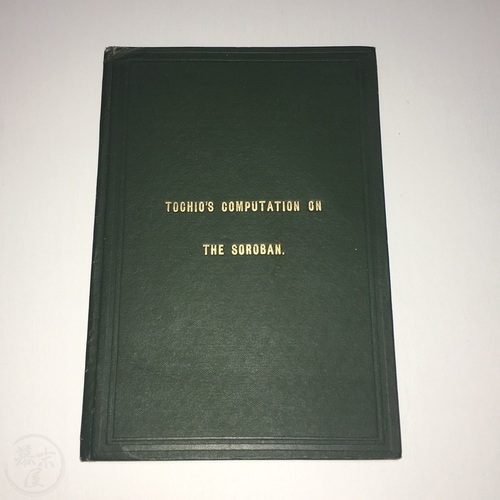 TOCHIO'S COMPUTATION ON
THE SOROBAN.